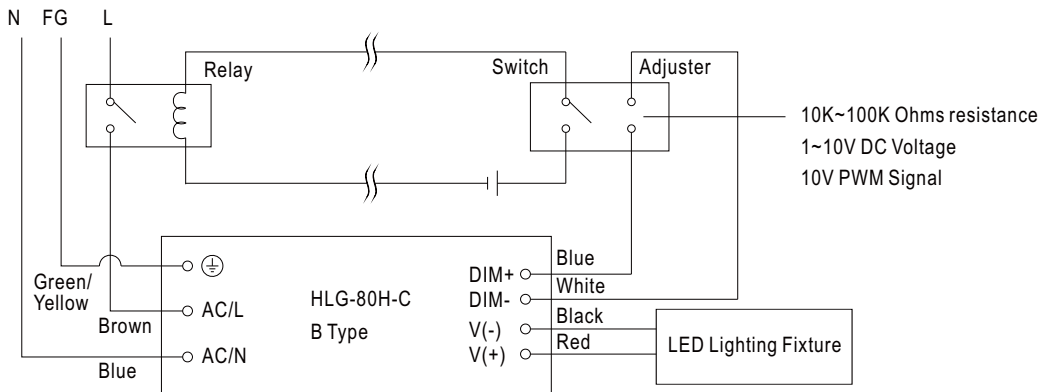 N FG L
Relay
Switch
Adjuster
10K~100K Ohms resistance
1~10V DC Voltage
10V PWM Signal
Green/
Yellow
Brown
Blue
AC/L
AC/N
HLG-80H-C
B Type
DIM+
DIM-
V(-)
V(+)
Blue
White
Black
Red
LED Lighting Fixture